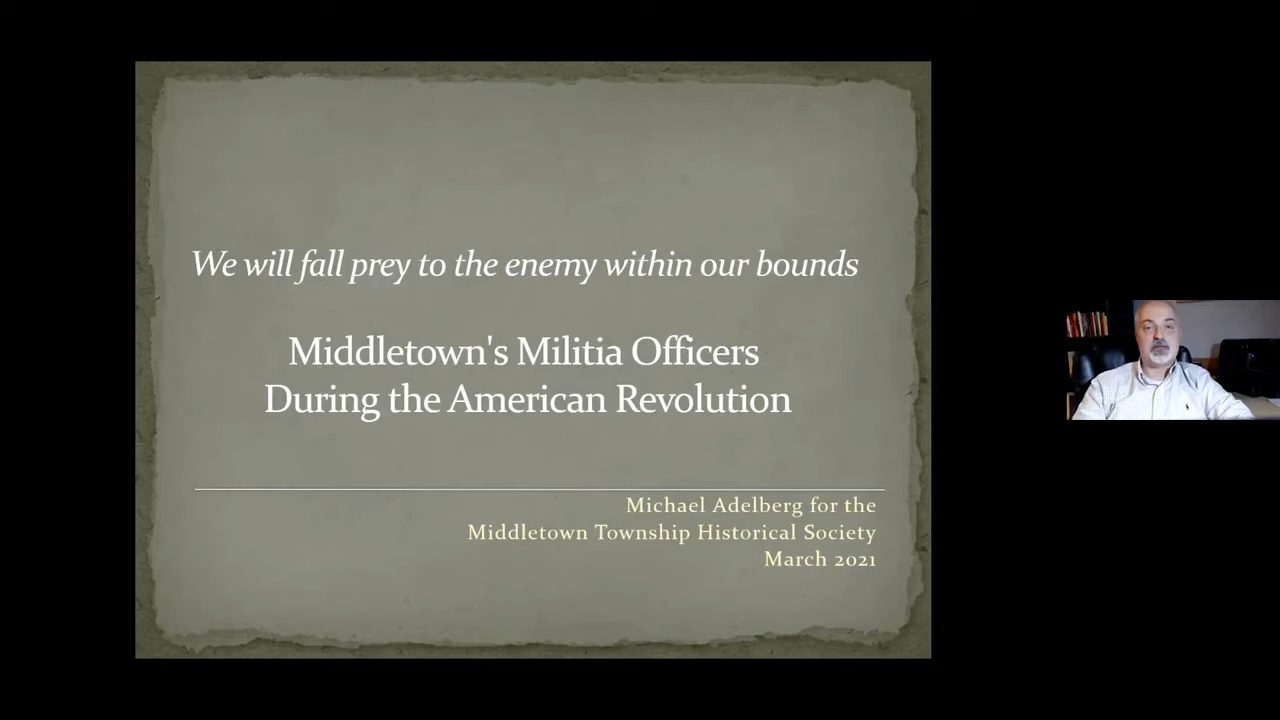 We will fall prey to the enemy within our bounds
Middletown's Militia Officers
During the American Revolution
Michael Adelberg for the
Middletown Township Historical Society
March 2021